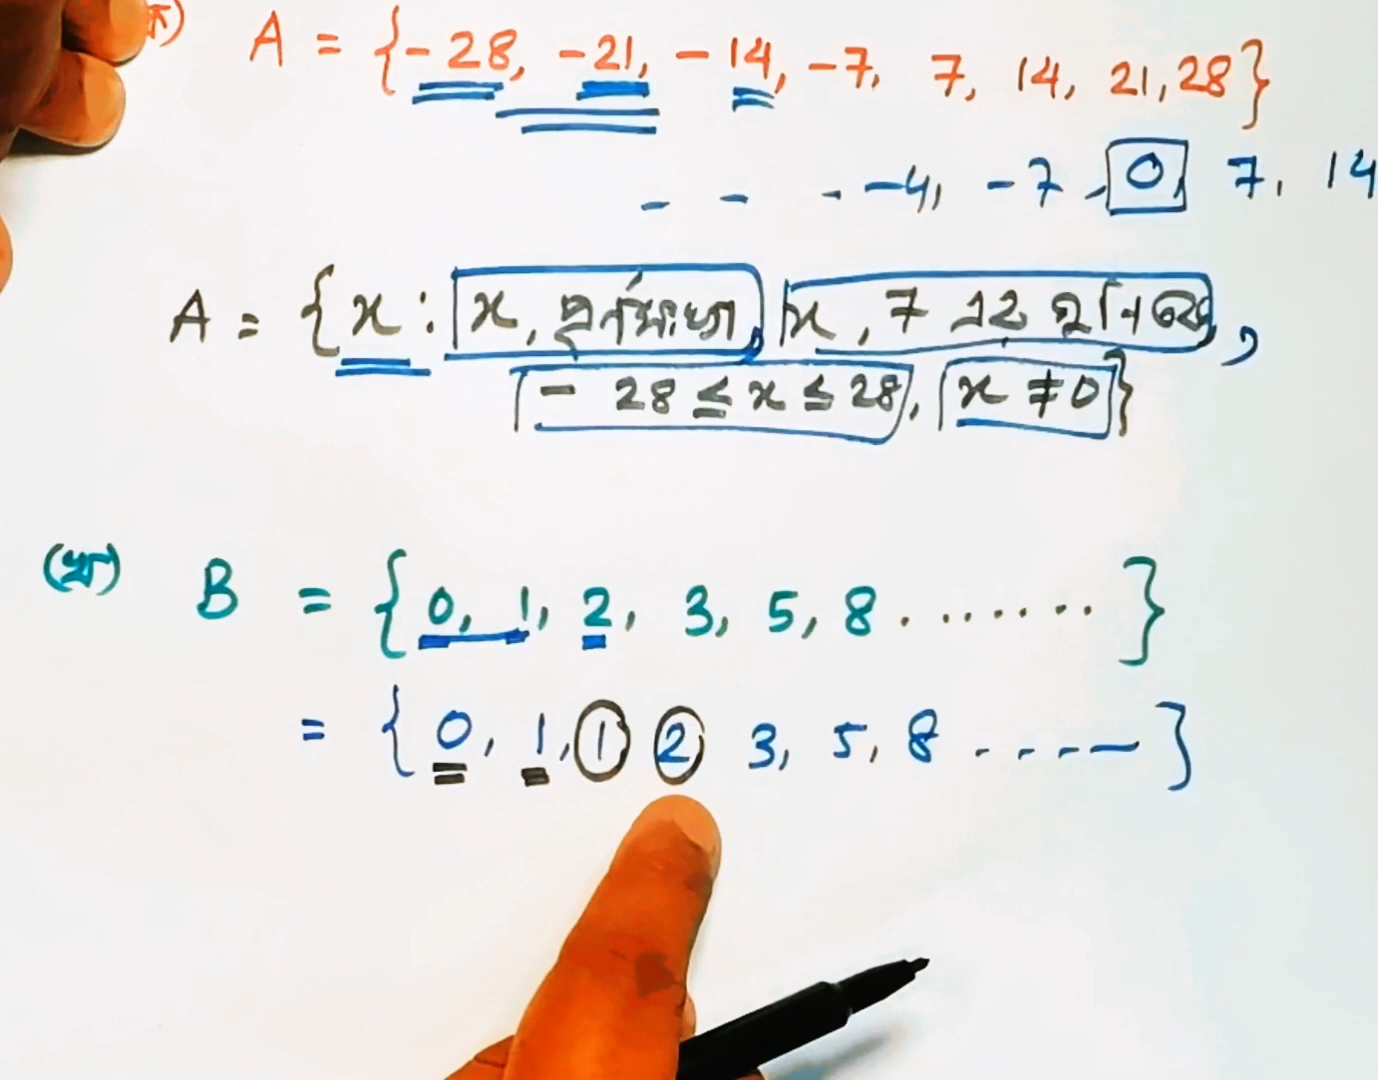 A = {-28, -21, -14, -7, 7, 14, 21, 28}
- - . -4, -7, 0, 7, 14
A = {x : x, পূর্ণসংখ্যা, x, 7 এর গুণিতক,
-28 ≤ x ≤ 28, x ≠ 0}
(খ) B = {0, 1, 2, 3, 5, 8 . . . . . . . }
= {0, 1, 1 2 3, 5, 8 - - - - - }